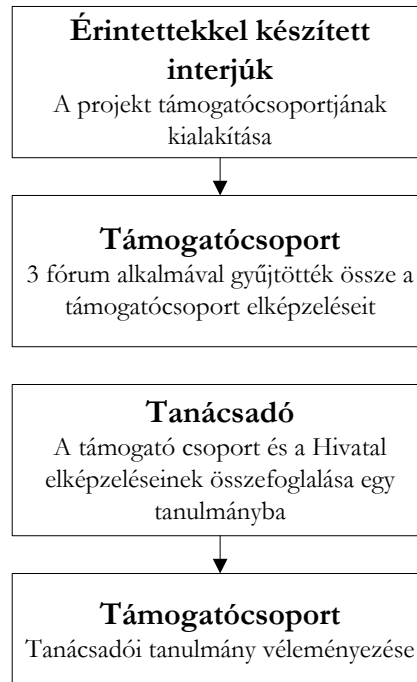 Érintettekkel készített
interjúk
A projekt támogatócsoportjának
kialakítása
Támogatócsoport
3 fórum alkalmával gyűjtötték össze a
támogatócsoport elképzeléseit
Tanácsadó
A támogató csoport és a Hivatal
elképzeléseinek összefoglalása egy
tanulmányba
Támogatócsoport
Tanácsadói tanulmány véleményezése